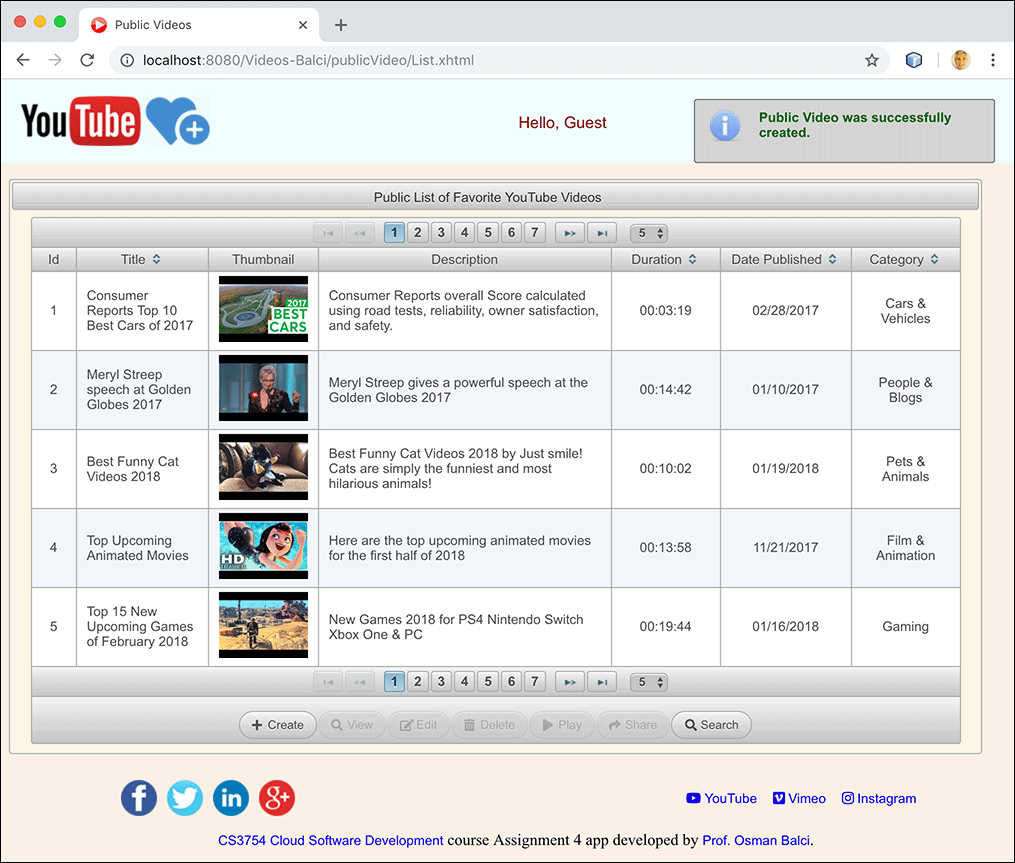 Public Videos
localhost:8080/Videos-Balci/publicVideo/List.xhtml
YouTube
Hello, Guest
Public Video was successfully
created.
Public List of Favorite YouTube Videos
1 2 3 4 5 6 7 5
Id Title Thumbnail Description Duration Date Published Category
1
Consumer
Reports Top 10
Best Cars of 2017
2017
BEST
CARS
Consumer Reports overall Score calculated
using road tests, reliability, owner satisfaction,
and safety.
00:03:19
02/28/2017
Cars &
Vehicles
2
Meryl Streep
speech at Golden
Globes 2017
Meryl Streep gives a powerful speech at the
Golden Globes 2017
00:14:42
01/10/2017
People &
Blogs
3
Best Funny Cat
Videos 2018
Best Funny Cat Videos 2018 by Just smile!
Cats are simply the funniest and most
hilarious animals!
00:10:02
01/19/2018
Pets &
Animals
4
Top Upcoming
Animated Movies
HD
Here are the top upcoming animated movies
for the first half of 2018
00:13:58
11/21/2017
Film &
Animation
5
Top 15 New
Upcoming Games
of February 2018
New Games 2018 for PS4 Nintendo Switch
Xbox One & PC
00:19:44
01/16/2018
Gaming
1 2 3 4 5 6 7 5
Create View Edit Delete Play Share Search
f in g+
YouTube Vimeo Instagram
CS3754 Cloud Software Development course Assignment 4 app developed by Prof. Osman Balci.